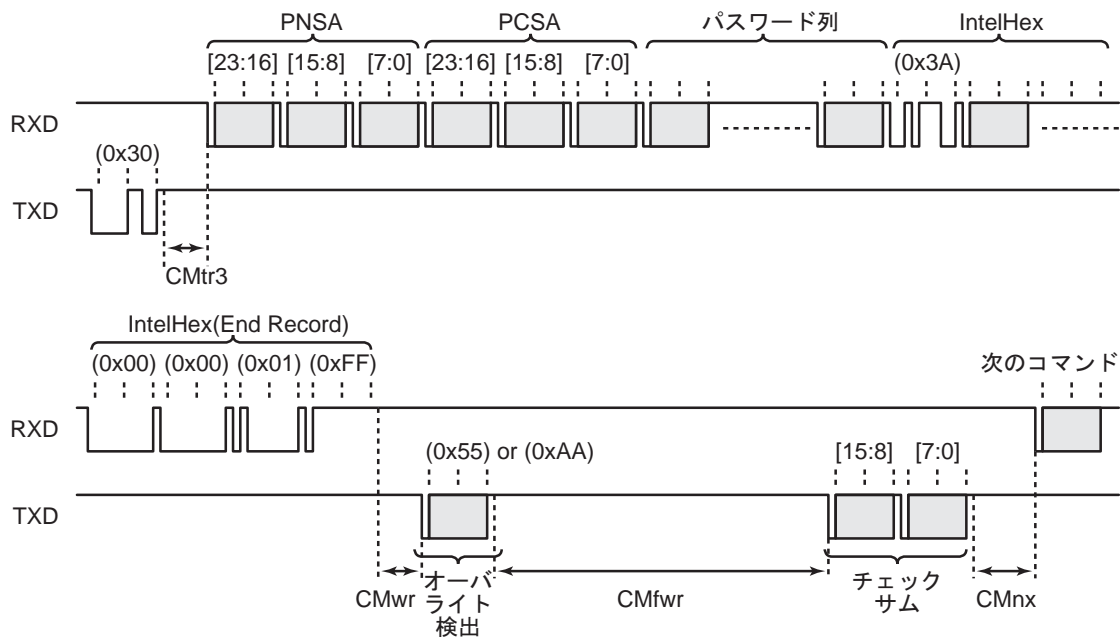 PNSA PCSA パスワード列 IntelHex
[23:16] [15:8] [7:0] [23:16] [15:8] [7:0] (0x3A)
RXD
(0x30)
TXD
CMtr3
IntelHex(End Record)
(0x00) (0x00) (0x01) (0xFF) 次のコマンド
RXD
(0x55) or (0xAA) [15:8] [7:0]
TXD
CMwr オーバ
ライト
検出 CMfwr チェック
サム CMnx